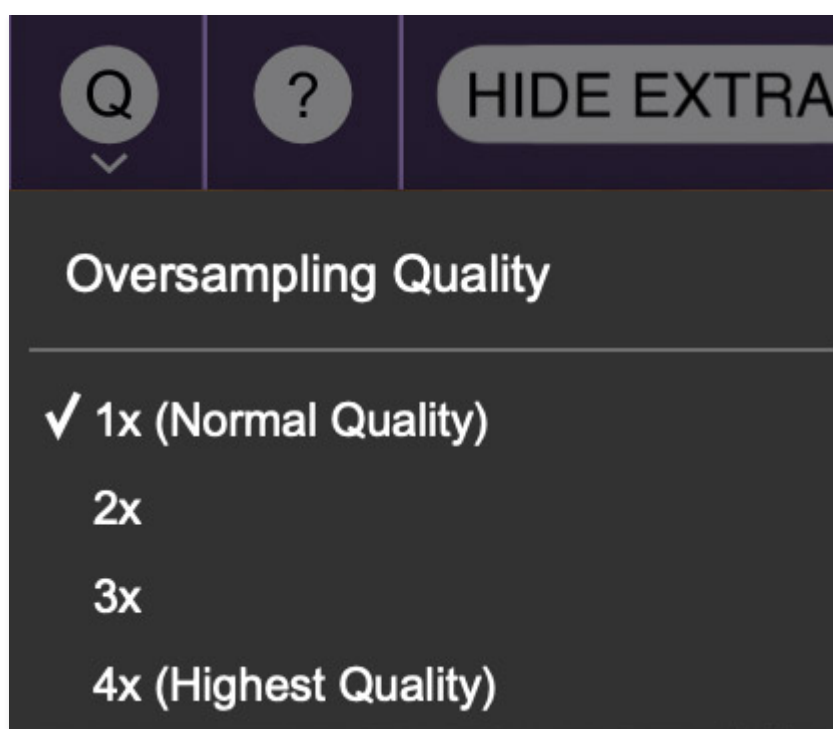 Q
?
HIDE EXTRA
Oversampling Quality
✓ 1x (Normal Quality)
2x
3x
4x (Highest Quality)